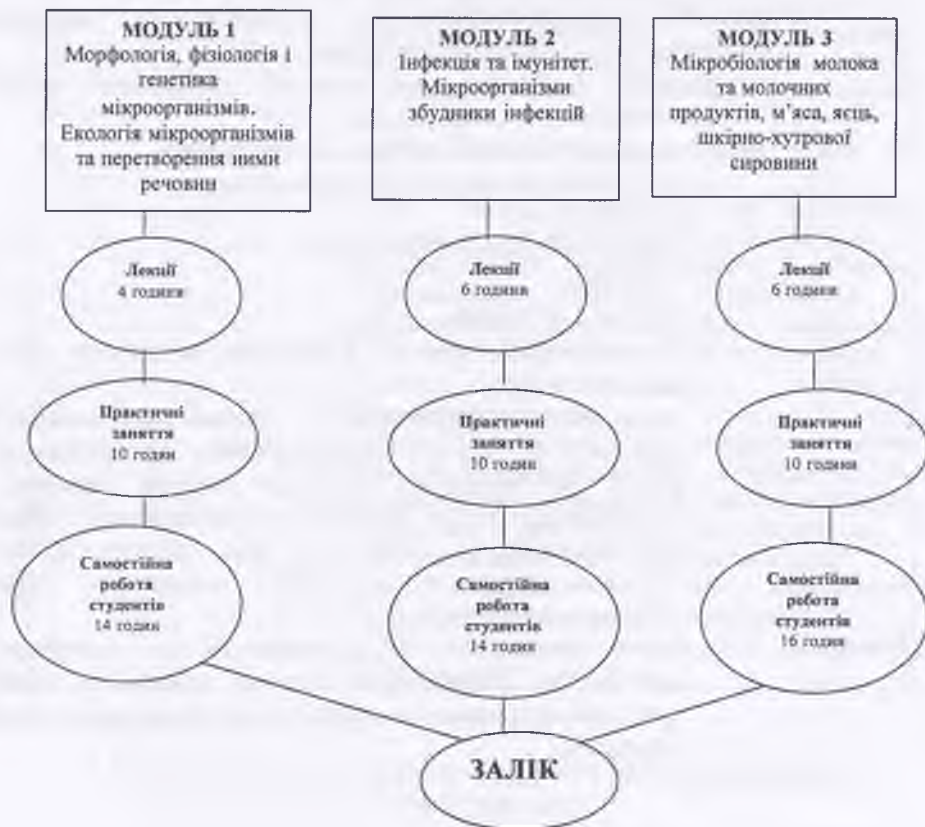 МОДУЛЬ 1
Морфологія, фізіологія і
генетика
мікроорганізмів.
Екологія мікроорганізмів
та перетворення ними
речовин
МОДУЛЬ 2
Інфекція та імунітет.
Мікроорганізми
збудники інфекцій
МОДУЛЬ 3
Мікробіологія молока
та молочних
продуктів, м’яса, яєць,
шкірно-хутрової
сировини
Лекції
4 години
Лекції
6 годин
Лекції
6 годин
Практичні
заняття
10 годин
Практичні
заняття
10 годин
Практичні
заняття
10 годин
Самостійна
робота
студентів
14 годин
Самостійна
робота
студентів
14 годин
Самостійна
робота
студентів
16 годин
ЗАЛІК